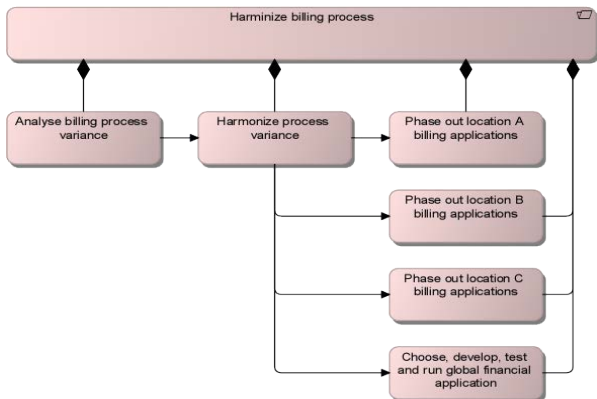 Harminize billing process
Analyse billing process
variance
Harmonize process
variance
Phase out location A
billing applications
Phase out location B
billing applications
Phase out location C
billing applications
Choose, develop, test
and run global financial
application